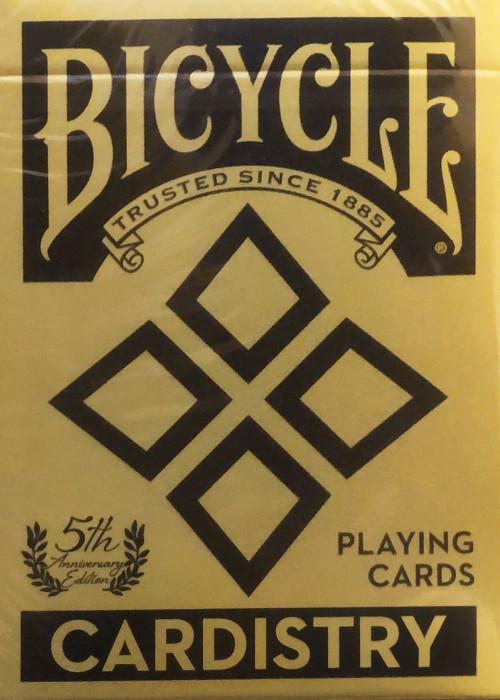 BICYCLE
®
TRUSTED SINCE 1885
5th
Anniversary
Edition
PLAYING
CARDS
CARDISTRY